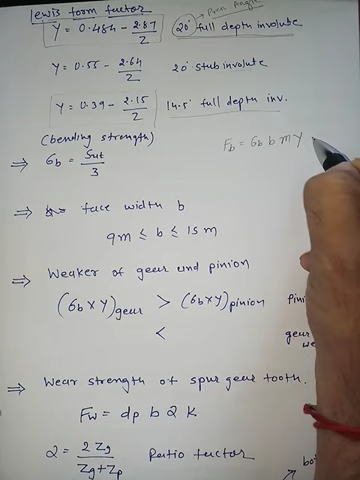 Lewis form factor
Y = 0.484 - 2.87/Z 20° full depth involute
Y = 0.55 - 2.64/Z 20° stub involute
Y = 0.39 - 2.15/Z 14.5° full depth inv.
(bending strength)
⇒ σb = Sut/3
Fb = σb b m Y
⇒ face width b
9m ≤ b ≤ 15m
⇒ Weaker of gear and pinion
(σb×Y)gear > (σb×Y)pinion
<
gear
⇒ Wear strength of spur gear tooth.
Fw = dp b Q K
Q = 2Zg/Zg+Zp Ratio factor